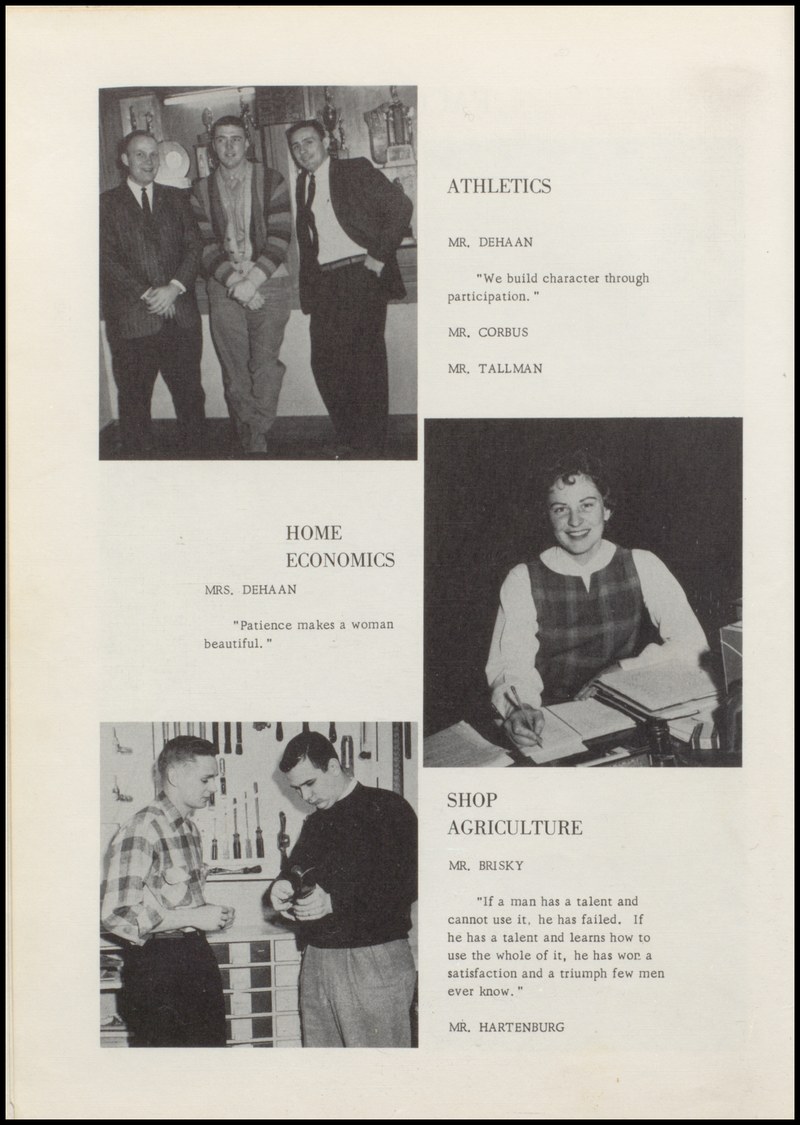 ATHLETICS
MR. DEHAAN
"We build character through
participation."
MR. CORBUS
MR. TALLMAN
HOME
ECONOMICS
MRS. DEHAAN
"Patience makes a woman
beautiful."
SHOP
AGRICULTURE
MR. BRISKY
"If a man has a talent and
cannot use it, he has failed. If
he has a talent and learns how to
use the whole of it, he has won a
satisfaction and a triumph few men
ever know."
MR. HARTENBURG